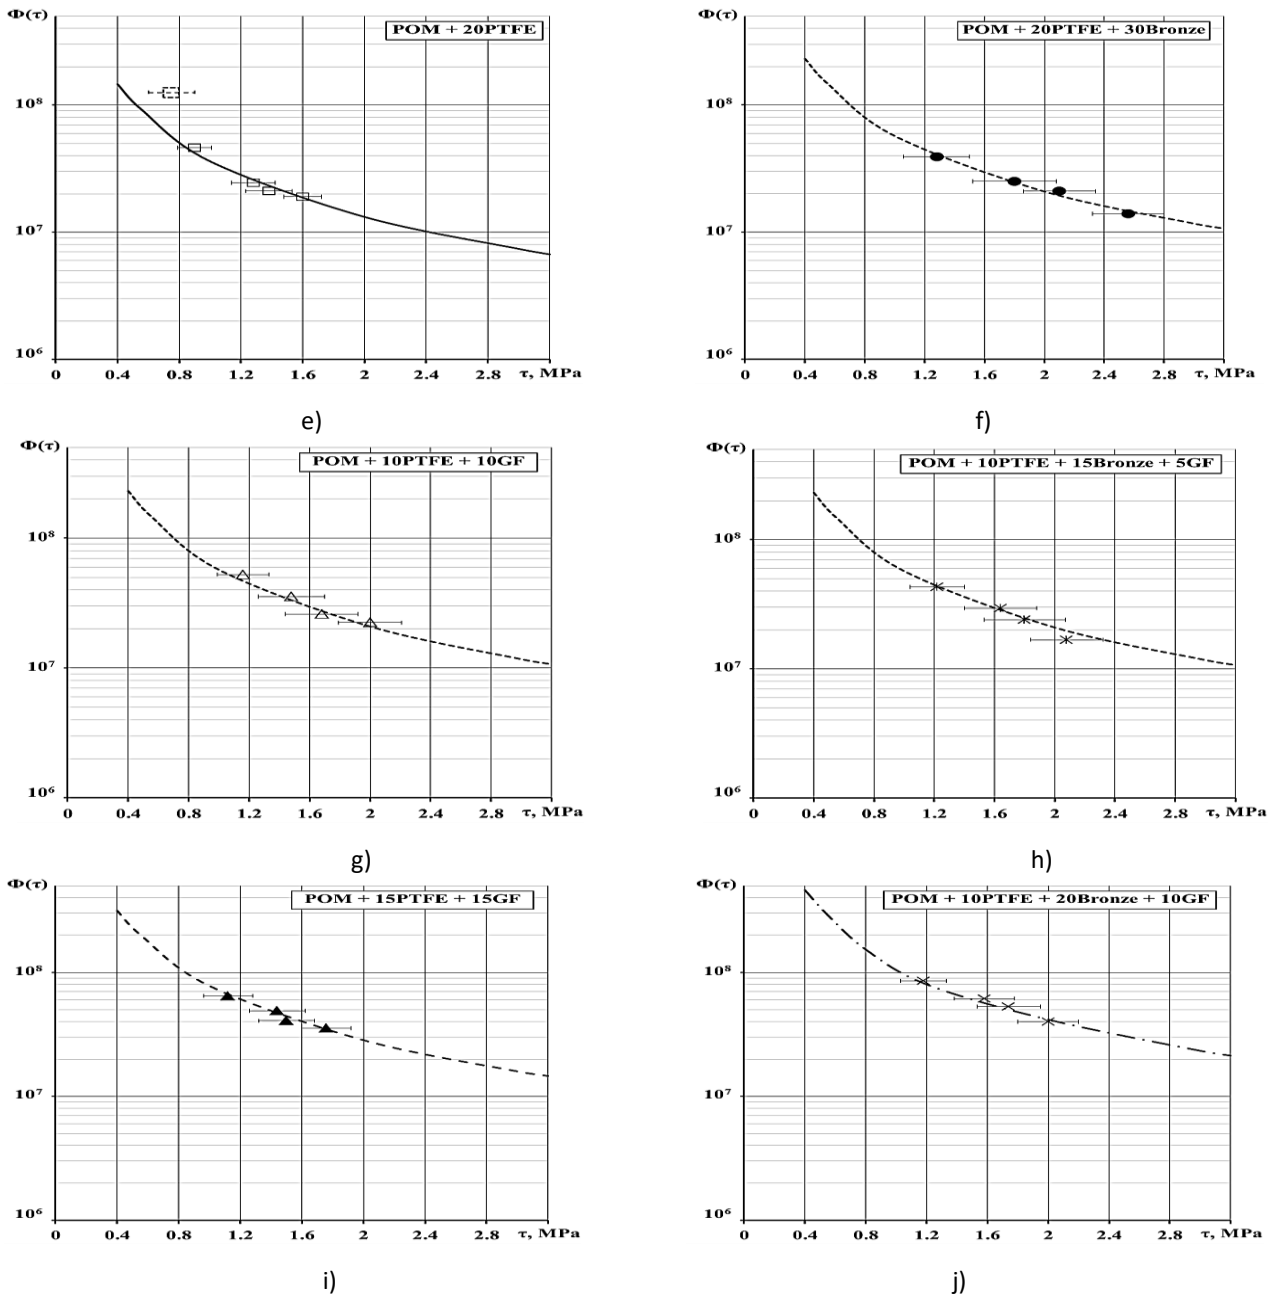 Φ(τ)
POM + 20PTFE
10⁸
10⁷
10⁶
0 0.4 0.8 1.2 1.6 2 2.4 2.8 τ, MPa
e)
Φ(τ)
POM + 20PTFE + 30Bronze
10⁸
10⁷
10⁶
0 0.4 0.8 1.2 1.6 2 2.4 2.8 τ, MPa
f)
Φ(τ)
POM + 10PTFE + 10GF
10⁸
10⁷
10⁶
0 0.4 0.8 1.2 1.6 2 2.4 2.8 τ, MPa
g)
Φ(τ)
POM + 10PTFE + 15Bronze + 5GF
10⁸
10⁷
10⁶
0 0.4 0.8 1.2 1.6 2 2.4 2.8 τ, MPa
h)
Φ(τ)
POM + 15PTFE + 15GF
10⁸
10⁷
10⁶
0 0.4 0.8 1.2 1.6 2 2.4 2.8 τ, MPa
i)
Φ(τ)
POM + 10PTFE + 20Bronze + 10GF
10⁸
10⁷
10⁶
0 0.4 0.8 1.2 1.6 2 2.4 2.8 τ, MPa
j)